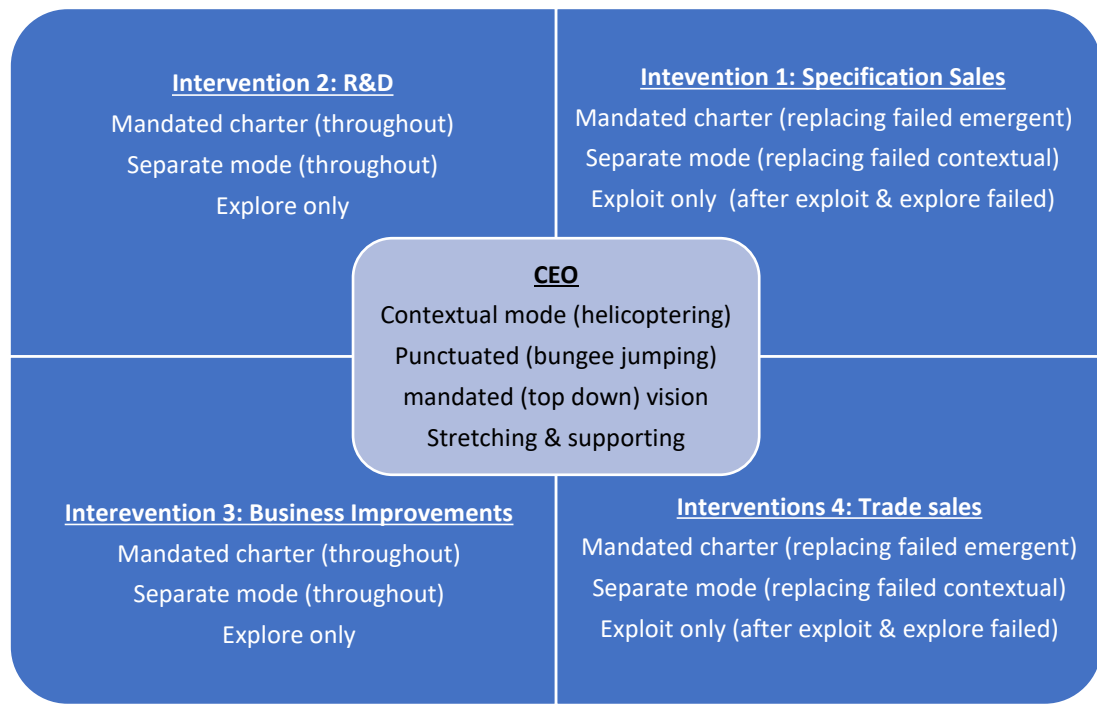 Intervention 2: R&D
Mandated charter (throughout)
Separate mode (throughout)
Explore only
Intevention 1: Specification Sales
Mandated charter (replacing failed emergent)
Separate mode (replacing failed contextual)
Exploit only  (after exploit & explore failed)
CEO
Contextual mode (helicoptering)
Punctuated (bungee jumping)
mandated (top down) vision
Stretching & supporting
Interevention 3: Business Improvements
Mandated charter (throughout)
Separate mode (throughout)
Explore only
Interventions 4: Trade sales
Mandated charter (replacing failed emergent)
Separate mode (replacing failed contextual)
Exploit only (after exploit & explore failed)